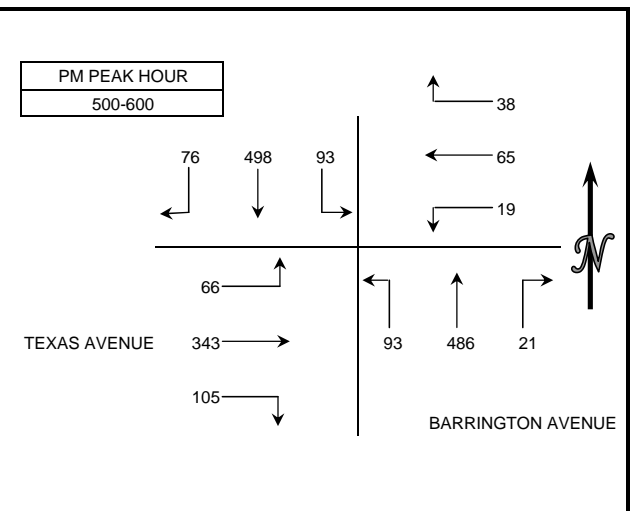 PM PEAK HOUR
500-600
38
76 498 93
65
19
N
66
TEXAS AVENUE 343
93 486 21
105
BARRINGTON AVENUE